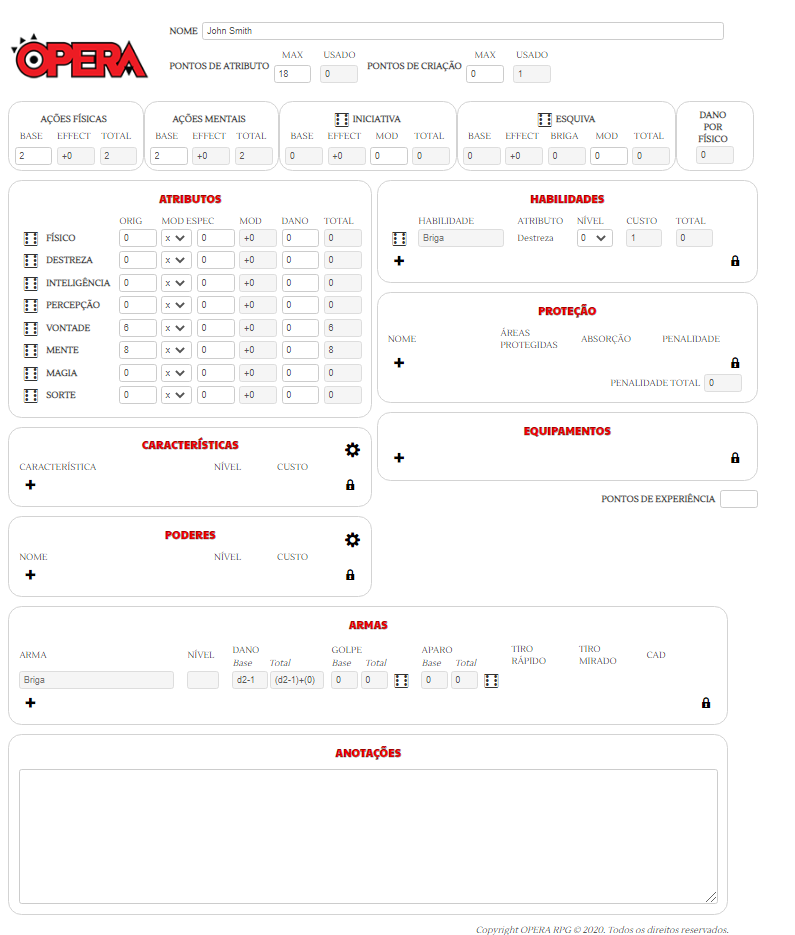 OPERA
NOME John Smith
MAX USADO MAX USADO
PONTOS DE ATRIBUTO 18 0 PONTOS DE CRIAÇÃO 0 1
AÇÕES FÍSICAS
BASE EFFECT TOTAL
2 +0 2
AÇÕES MENTAIS
BASE EFFECT TOTAL
2 +0 2
INICIATIVA
BASE EFFECT MOD TOTAL
0 +0 0 0
ESQUIVA
BASE EFFECT BRIGA MOD TOTAL
0 +0 0 0 0
DANO
POR
FÍSICO
0
ATRIBUTOS
ORIG MOD ESPEC MOD DANO TOTAL
FÍSICO 0 x 0 +0 0 0
DESTREZA 0 x 0 +0 0 0
INTELIGÊNCIA 0 x 0 +0 0 0
PERCEPÇÃO 0 x 0 +0 0 0
VONTADE 6 x 0 +0 0 6
MENTE 8 x 0 +0 0 8
MAGIA 0 x 0 +0 0 0
SORTE 0 x 0 +0 0 0
CARACTERÍSTICAS
CARACTERÍSTICA NÍVEL CUSTO
PODERES
NOME NÍVEL CUSTO
HABILIDADES
HABILIDADE ATRIBUTO NÍVEL CUSTO TOTAL
Briga Destreza 0 1 0
PROTEÇÃO
NOME ÁREAS PROTEGIDAS ABSORÇÃO PENALIDADE
PENALIDADE TOTAL 0
EQUIPAMENTOS
PONTOS DE EXPERIÊNCIA
ARMAS
ARMA NÍVEL DANO GOLPE APARO TIRO RÁPIDO TIRO MIRADO CAD
Base Total Base Total Base Total
Briga d2-1 (d2-1)+(0) 0 0 0 0
ANOTAÇÕES
Copyright OPERA RPG © 2020. Todos os direitos reservados.